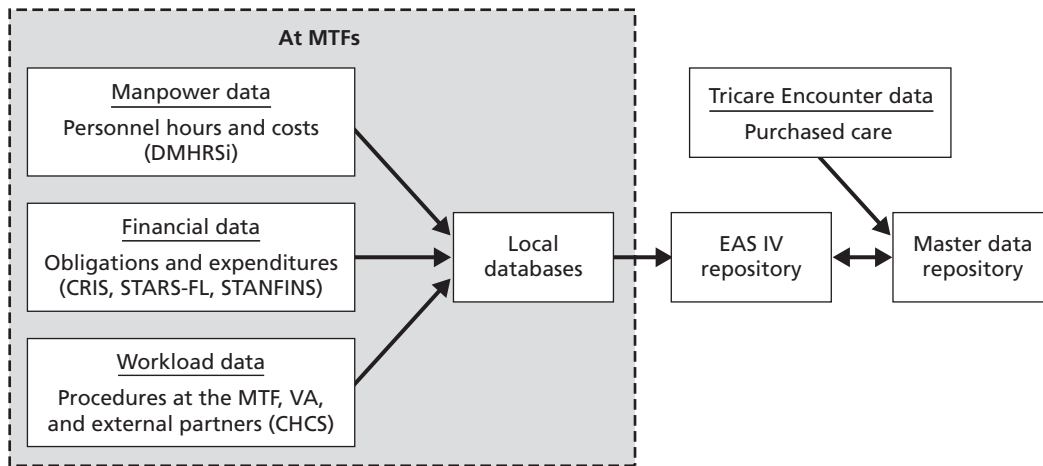 At MTFs
Manpower data
Personnel hours and costs
(DMHRSi)
Financial data
Obligations and expenditures
(CRIS, STARS-FL, STANFINS)
Workload data
Procedures at the MTF, VA,
and external partners (CHCS)
Local
databases
EAS IV
repository
Tricare Encounter data
Purchased care
Master data
repository